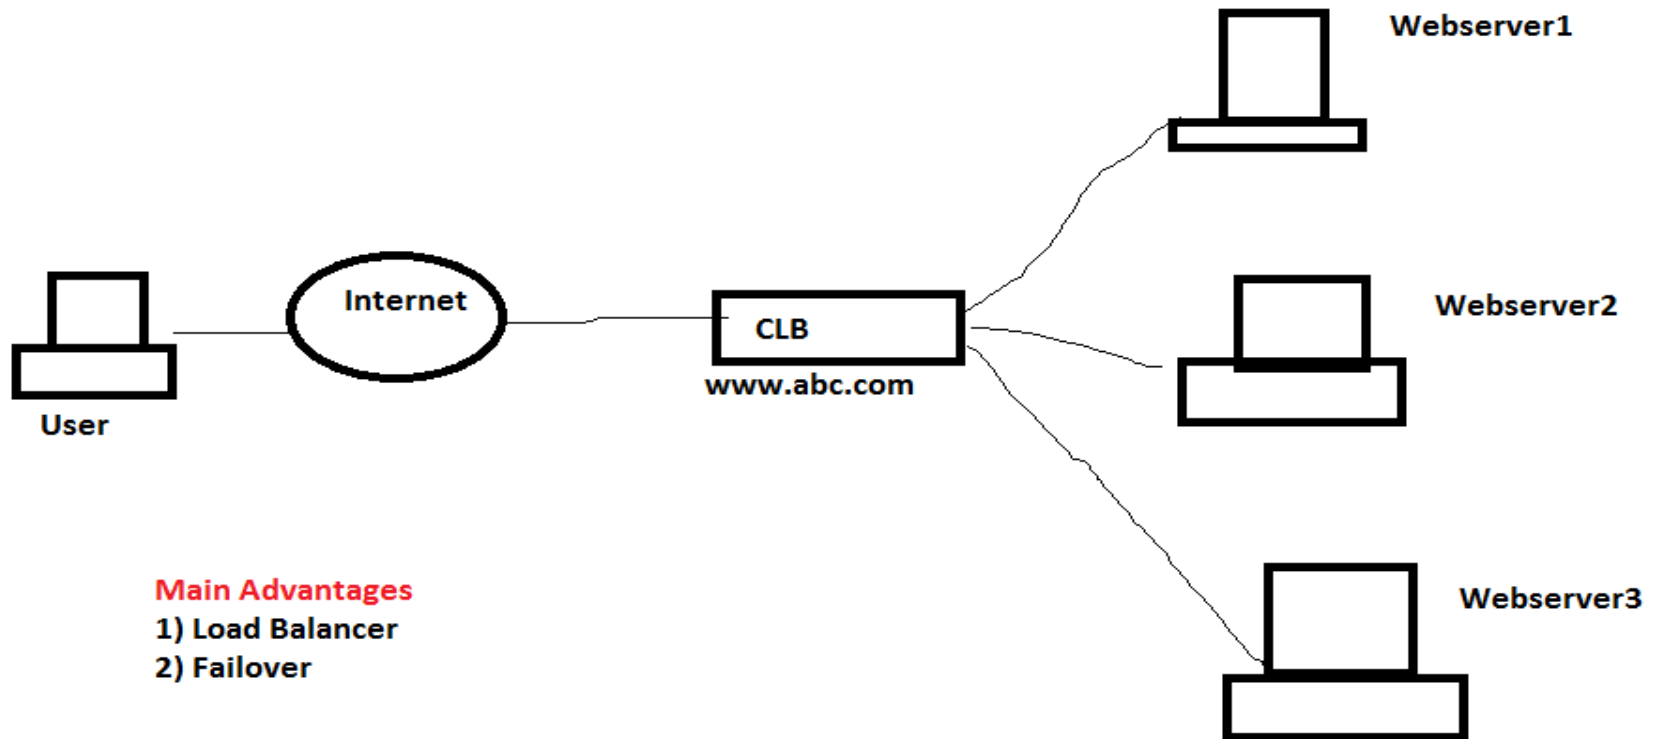 Webserver1
Internet
CLB
Webserver2
www.abc.com
User
Main Advantages
1) Load Balancer
2) Failover
Webserver3